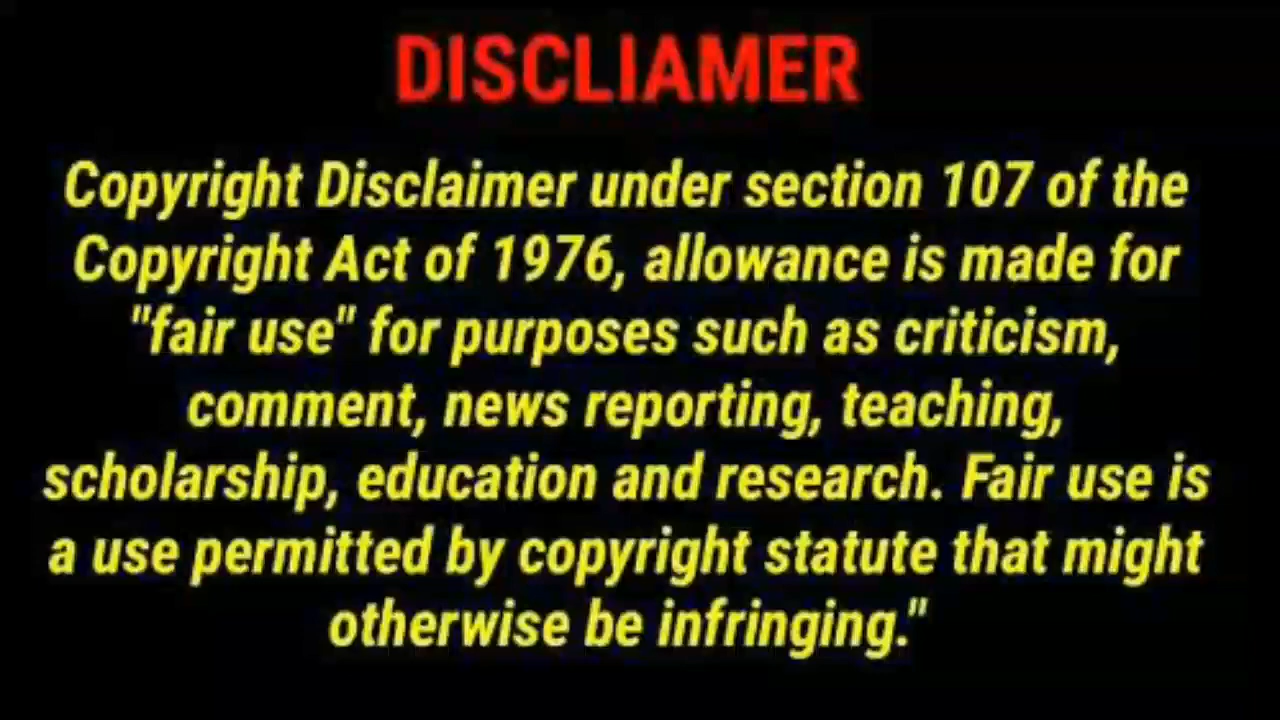 DISCLIAMER
Copyright Disclaimer under section 107 of the
Copyright Act of 1976, allowance is made for
"fair use" for purposes such as criticism,
comment, news reporting, teaching,
scholarship, education and research. Fair use is
a use permitted by copyright statute that might
otherwise be infringing."